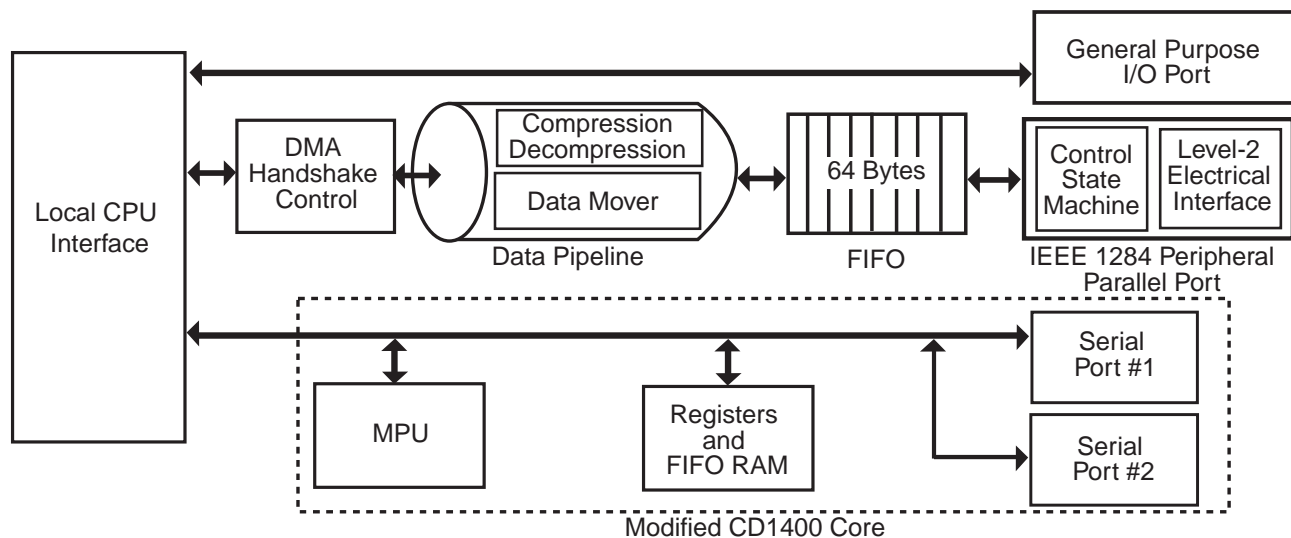 General Purpose
I/O Port
Local CPU
Interface
DMA
Handshake
Control
Compression
Decompression
Data Mover
Data Pipeline
64 Bytes
FIFO
Control
State
Machine
Level-2
Electrical
Interface
IEEE 1284 Peripheral
Parallel Port
MPU
Registers
and
FIFO RAM
Serial
Port #1
Serial
Port #2
Modified CD1400 Core